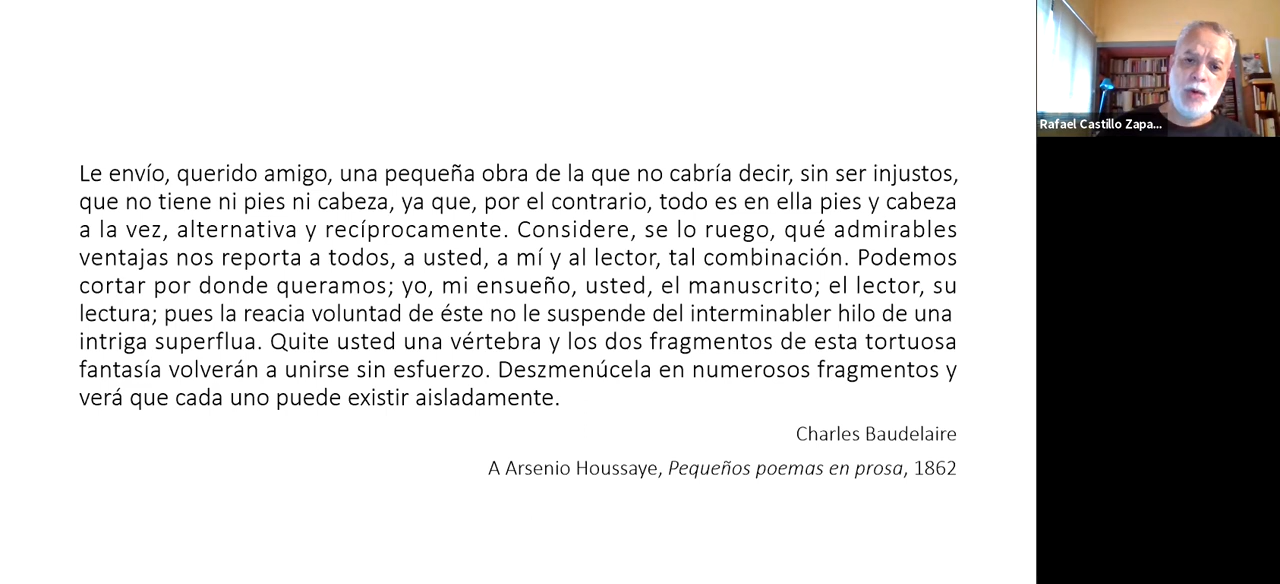 Le envío, querido amigo, una pequeña obra de la que no cabría decir, sin ser injustos,
que no tiene ni pies ni cabeza, ya que, por el contrario, todo es en ella pies y cabeza
a la vez, alternativa y recíprocamente. Considere, se lo ruego, qué admirables
ventajas nos reporta a todos, a usted, a mí y al lector, tal combinación. Podemos
cortar por donde queramos; yo, mi ensueño, usted, el manuscrito; el lector, su
lectura; pues la reacia voluntad de éste no le suspende del interminabler hilo de una
intriga superflua. Quite usted una vértebra y los dos fragmentos de esta tortuosa
fantasía volverán a unirse sin esfuerzo. Deszmenúcela en numerosos fragmentos y
verá que cada uno puede existir aisladamente.
Charles Baudelaire
A Arsenio Houssaye, Pequeños poemas en prosa, 1862
Rafael Castillo Zapa...